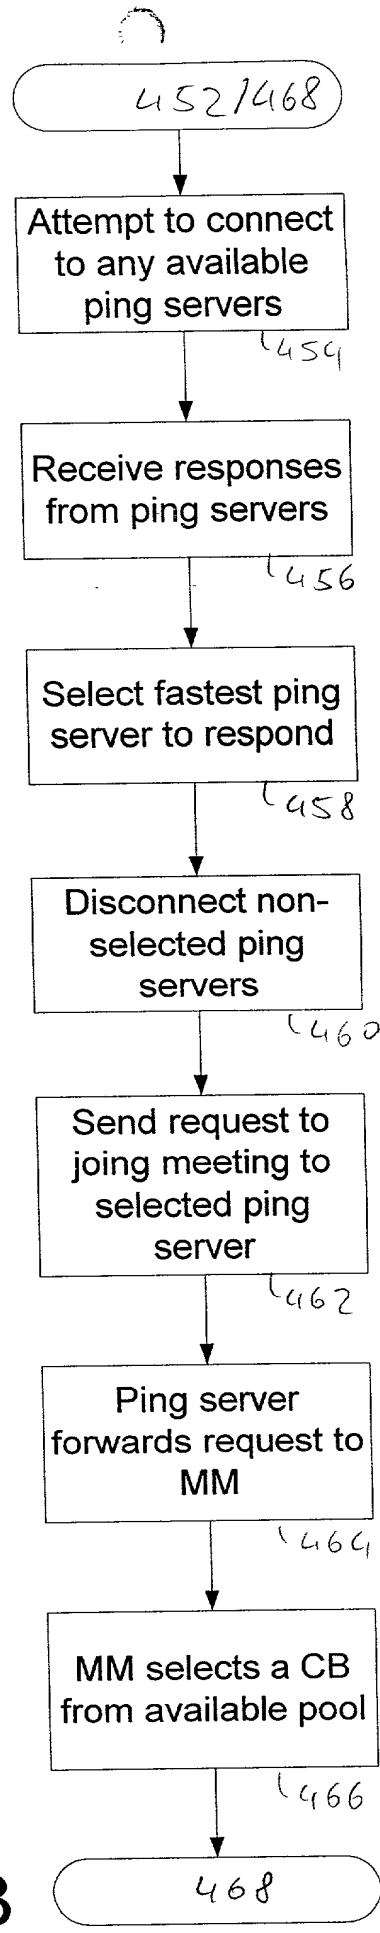 452/468
Attempt to connect
to any available
ping servers
454
Receive responses
from ping servers
456
Select fastest ping
server to respond
458
Disconnect non-
selected ping
servers
460
Send request to
joing meeting to
selected ping
server
462
Ping server
forwards request to
MM
464
MM selects a CB
from available pool
466
468